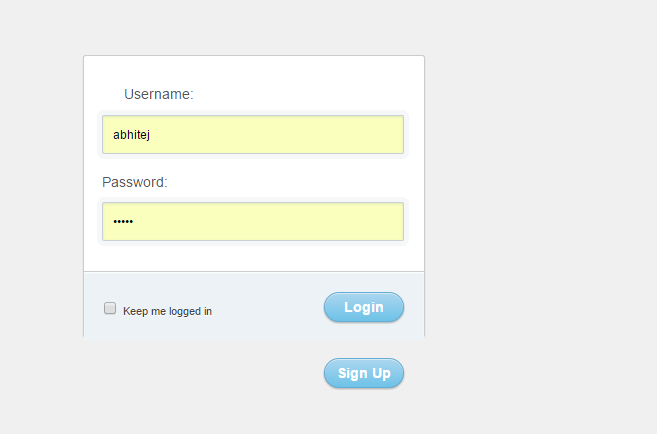 Username:
abhitej
Password:
•••••
Keep me logged in
Login
Sign Up